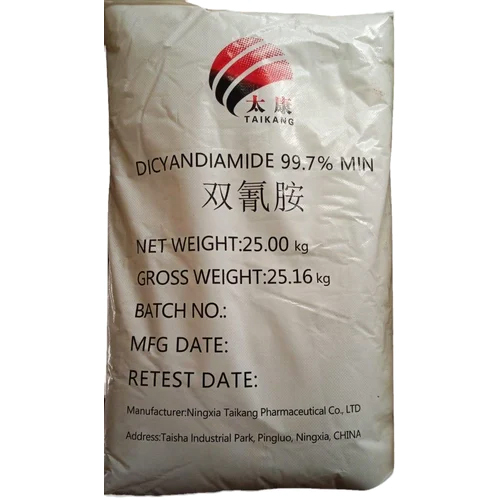 太康
TAIKANG
DICYANDIAMIDE 99.7% MIN
双氰胺
NET WEIGHT:25.00 kg
GROSS WEIGHT:25.16 kg
BATCH NO.:
MFG DATE:
RETEST DATE:
Manufacturer:Ningxia Taikang Pharmaceutical Co., LTD
Address:Taisha Industrial Park, Pingluo, Ningxia, CHINA